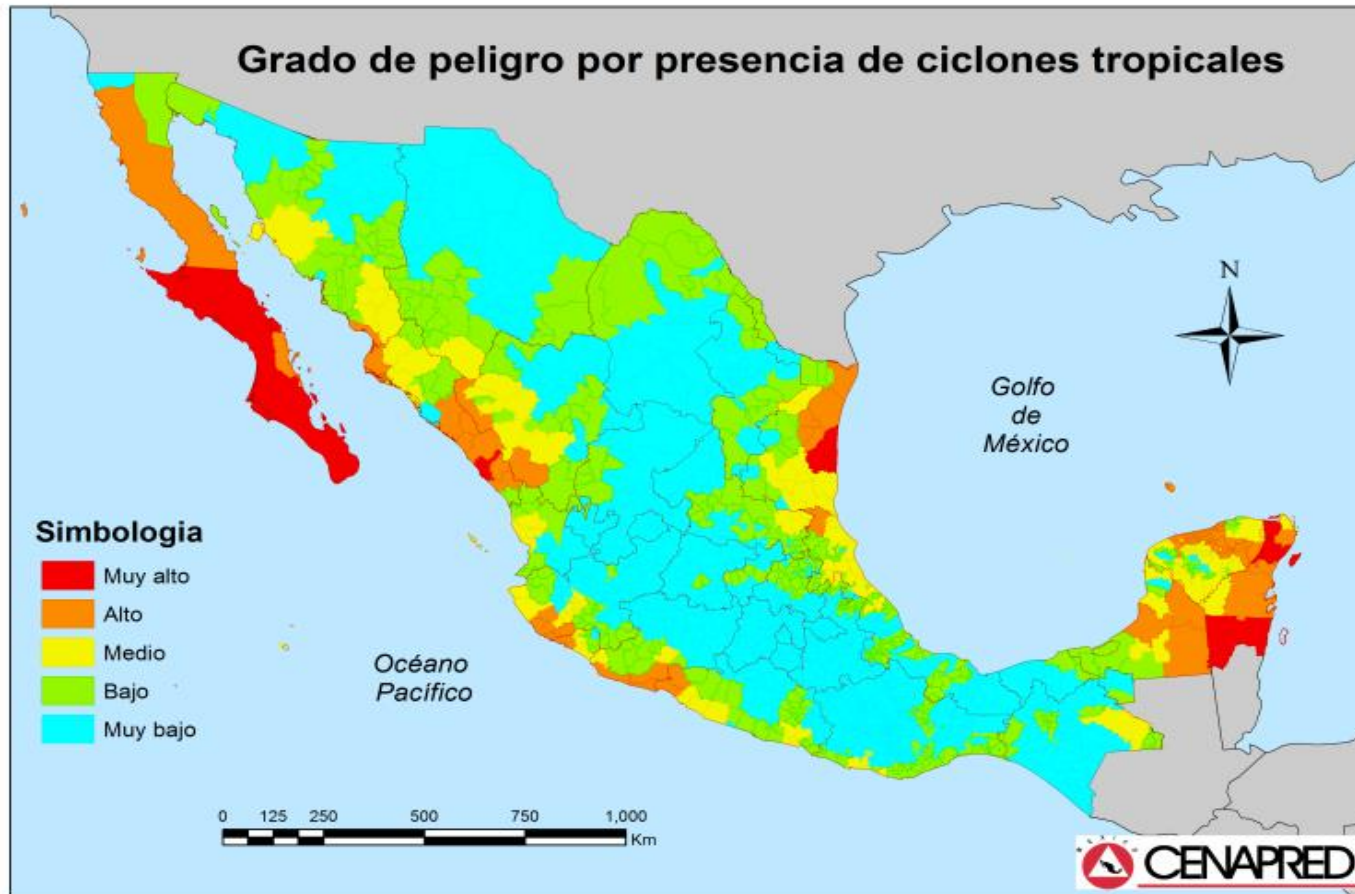 Grado de peligro por presencia de ciclones tropicales
N
Golfo
de
México
Simbologia
Muy alto
Alto
Medio
Bajo
Muy bajo
Océano
Pacífico
0 125 250 500 750 1,000
Km
CENAPRED